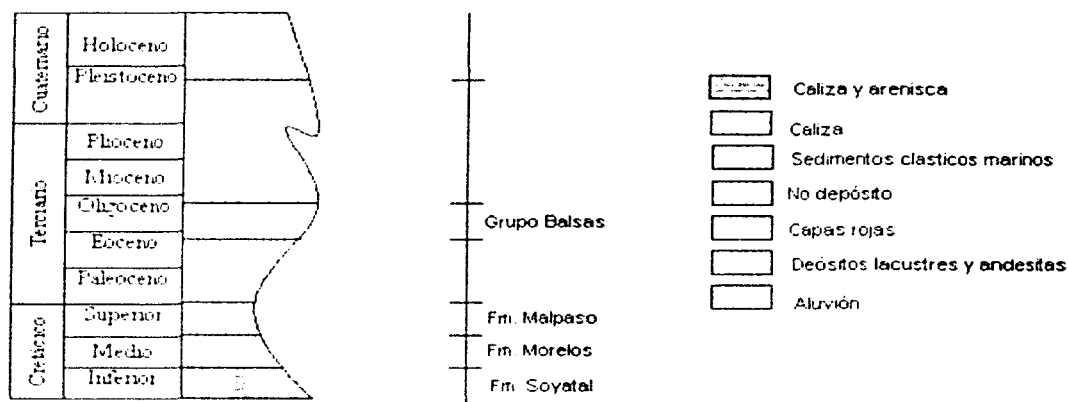 Cuaternario
Holoceno
Pleistoceno
Terciario
Plioceno
Mioceno
Oligoceno
Eoceno
Paleoceno
Cretácico
Superior
Medio
Inferior
Grupo Balsas
Fm. Malpaso
Fm. Morelos
Fm. Soyatal
Caliza y arenisca
Caliza
Sedimentos clasticos marinos
No depósito
Capas rojas
Deósitos lacustres y andesitas
Aluvión